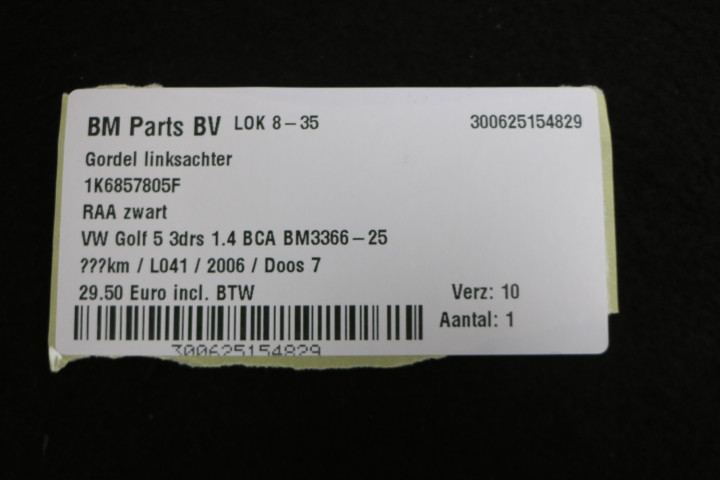 BM Parts BV LOK 8-35 300625154829
Gordel linksachter
1K6857805F
RAA zwart
VW Golf 5 3drs 1.4 BCA BM3366-25
???km / L041 / 2006 / Doos 7
29.50 Euro incl. BTW Verz: 10
Aantal: 1
300625154829